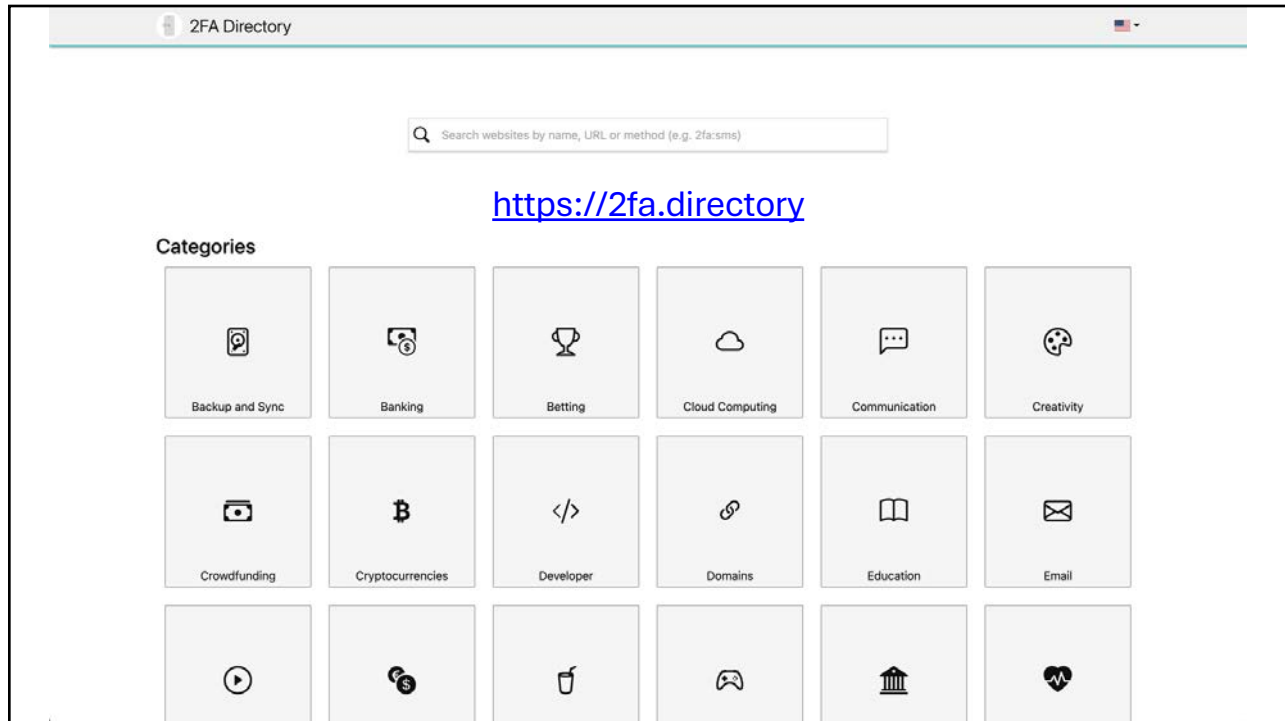 2FA Directory
Search websites by name, URL or method (e.g. 2fa:sms)
https://2fa.directory
Categories
Backup and Sync
Banking
Betting
Cloud Computing
Communication
Creativity
Crowdfunding
Cryptocurrencies
Developer
Domains
Education
Email